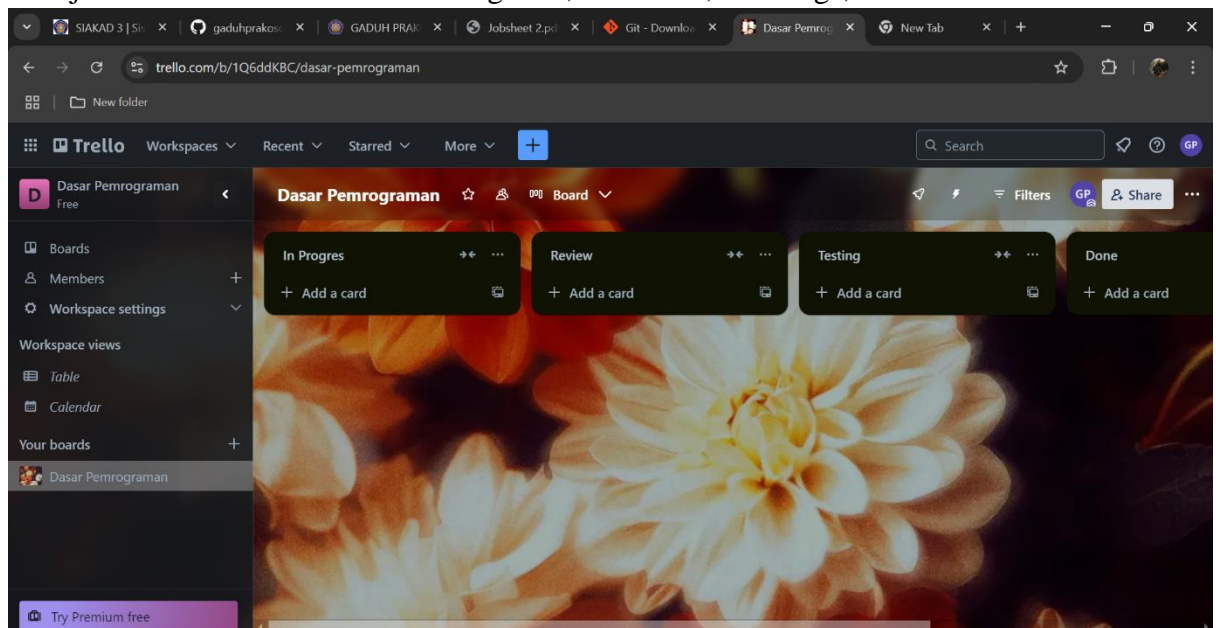 SIAKAD 3 | Sis
gaduhprakoso
GADUH PRAK
Jobsheet 2.pd
Git - Downloa
Dasar Pemrog
New Tab
trello.com/b/1Q6ddKBC/dasar-pemrograman
New folder
Trello Workspaces Recent Starred More + Search GP
D Dasar Pemrograman
Free
Dasar Pemrograman Board Filters GP Share
Boards
Members
Workspace settings
Workspace views
Table
Calendar
Your boards
Dasar Pemrograman
Try Premium free
In Progres
+ Add a card
Review
+ Add a card
Testing
+ Add a card
Done
+ Add a card